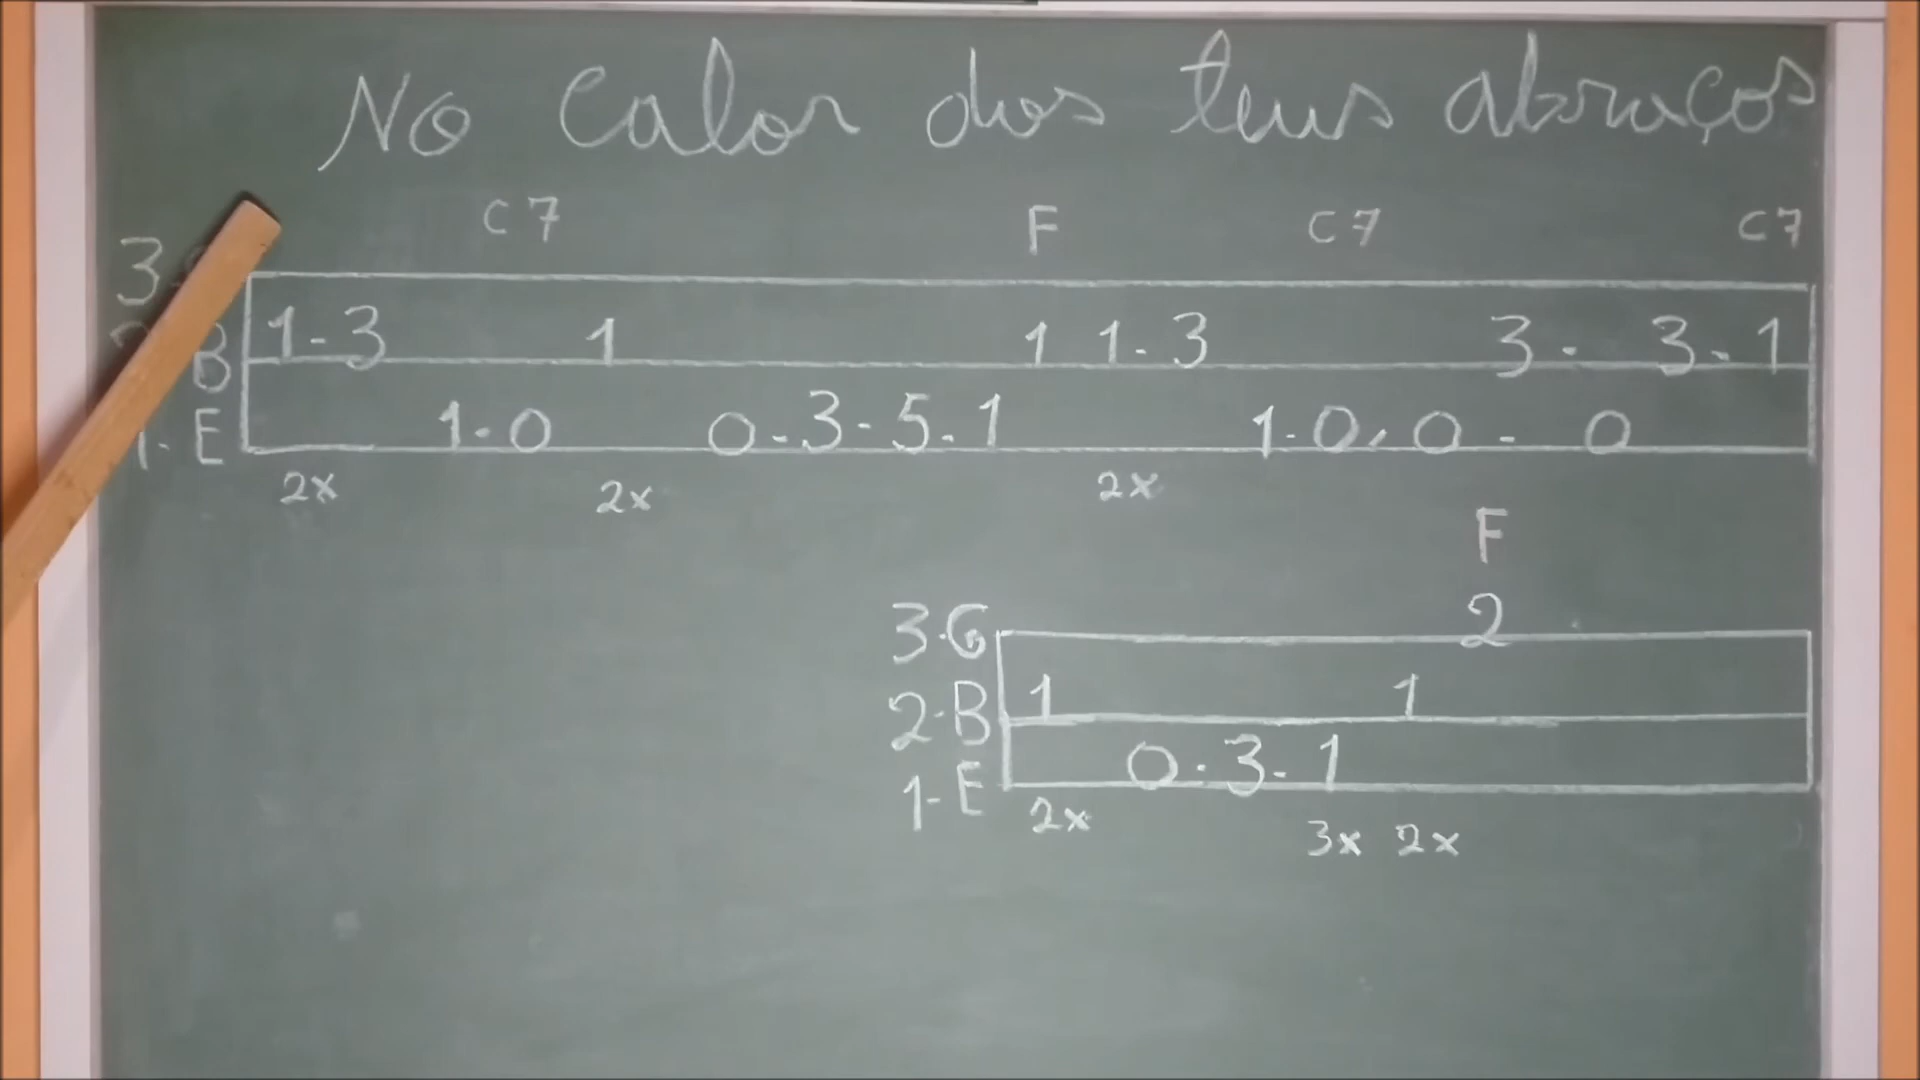 No Calor dos teus abraços
C7 F C7 C7
3
1-3 1 1 1-3 3- 3-1
B
1-0 0-3-5-1 1-0-0-0
1-E
2x 2x 2x
F
3-G 2
2-B 1 1
1-E 0-3-1
2x 3x 2x